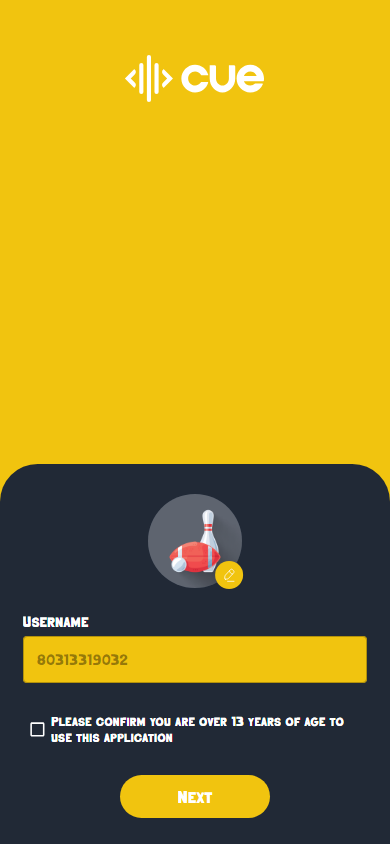 cue
Username
80313319032
Please confirm you are over 13 years of age to
use this application
Next